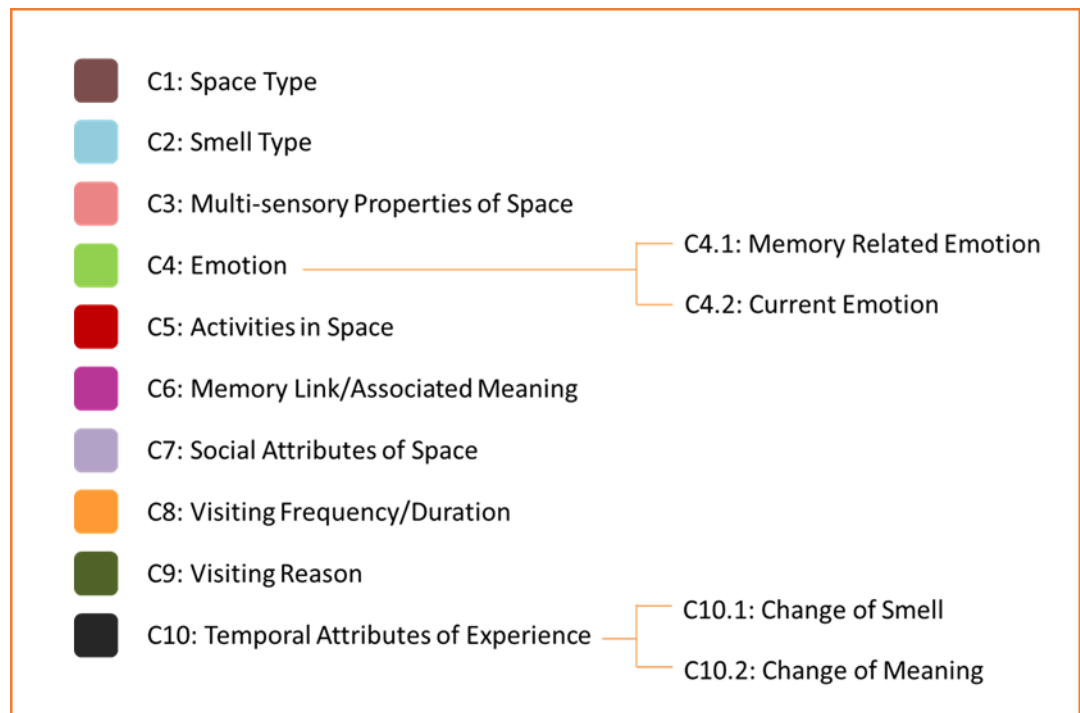 C1: Space Type
C2: Smell Type
C3: Multi-sensory Properties of Space
C4: Emotion
C4.1: Memory Related Emotion
C4.2: Current Emotion
C5: Activities in Space
C6: Memory Link/Associated Meaning
C7: Social Attributes of Space
C8: Visiting Frequency/Duration
C9: Visiting Reason
C10: Temporal Attributes of Experience
C10.1: Change of Smell
C10.2: Change of Meaning